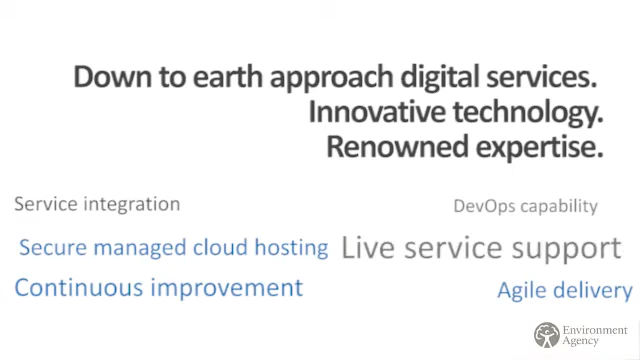 Down to earth approach digital services.
Innovative technology.
Renowned expertise.
Service integration
DevOps capability
Secure managed cloud hosting
Live service support
Continuous improvement
Agile delivery
Environment
Agency